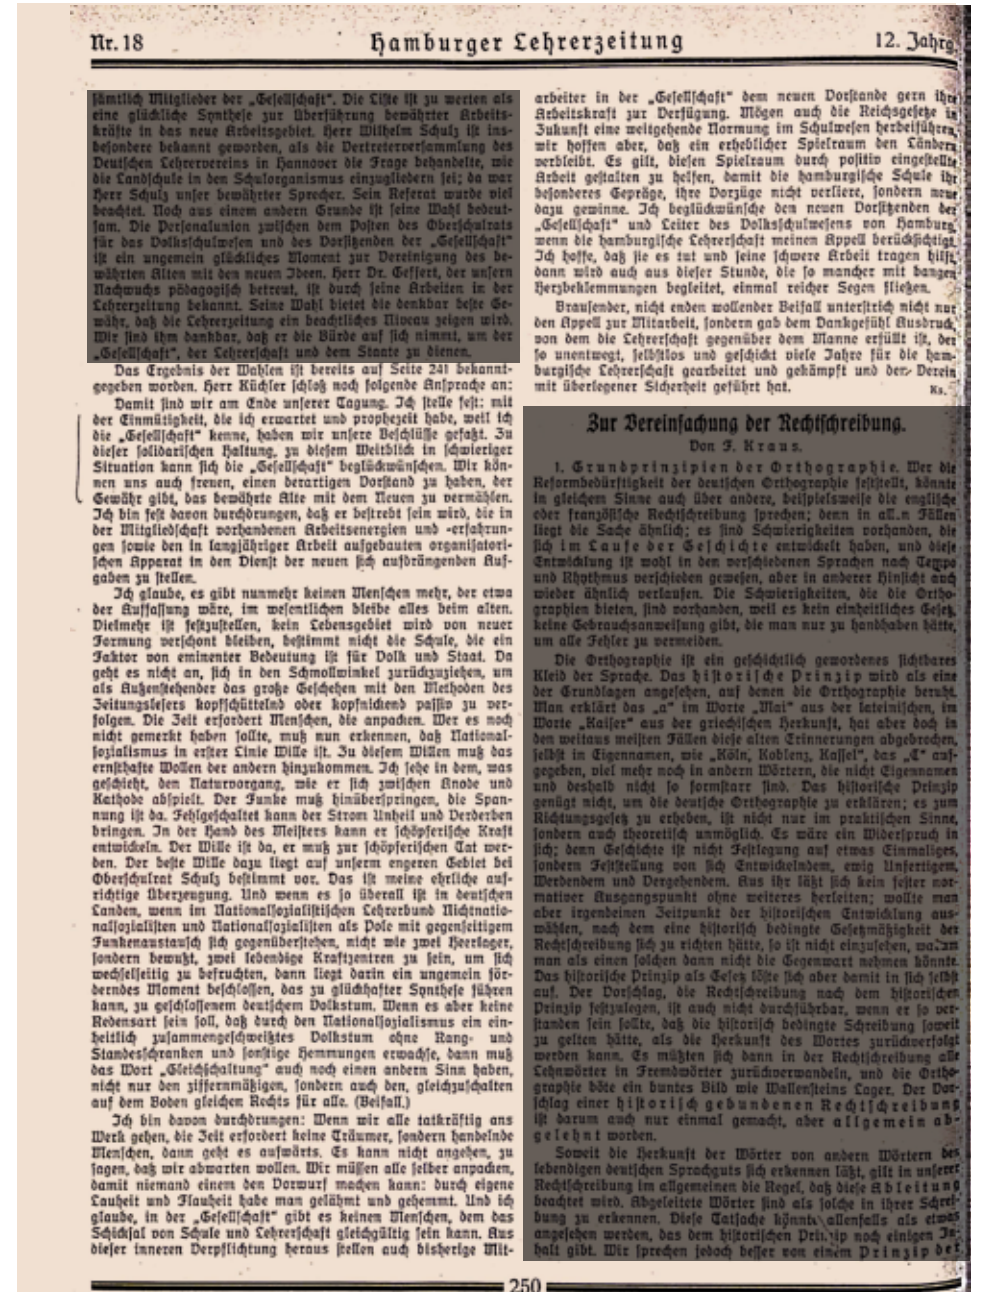 Nr. 18
Hamburger Lehrerzeitung
12. Jahrg.
sämtlich Mitglieder der „Gesellschaft“. Die Liste ist zu werten als
eine glückliche Synthese zur Überführung bewährter Arbeits-
kräfte in das neue Arbeitsgebiet. Herr Wilhelm Schulz ist ins-
besondere bekannt geworden, als die Vertreterversammlung des
Deutschen Lehrervereins in Hannover die Frage behandelte, wie
die Landschule in den Schulorganismus einzugliedern sei; da war
Herr Schulz unser bewährter Sprecher. Sein Referat wurde viel
beachtet. Noch aus einem andern Grunde ist seine Wahl bedeut-
sam. Die Personalunion zwischen dem Posten des Oberschulrats
für das Volksschulwesen und des Vorsitzenden der „Gesellschaft“
ist ein ungemein glückliches Moment zur Vereinigung des be-
währten Alten mit den neuen Ideen. Herr Dr. Geffert, der unsern
Nachwuchs pädagogisch betreut, ist durch seine Arbeiten in der
Lehrerzeitung bekannt. Seine Wahl bietet die denkbar beste Ge-
währ, daß die Lehrerzeitung ein beachtliches Niveau zeigen wird.
Wir sind ihm dankbar, daß er die Bürde auf sich nimmt, um der
„Gesellschaft“, der Lehrerschaft und dem Staate zu dienen.
Das Ergebnis der Wahlen ist bereits auf Seite 241 bekannt-
gegeben worden. Herr Küchler schloß noch folgende Ansprache an:
Damit sind wir am Ende unserer Tagung. Ich stelle fest: mit
der Einmütigkeit, die ich erwartet und prophezeit habe, weil ich
die „Gesellschaft“ kenne, haben wir unsere Beschlüsse gefaßt. Zu
dieser solidarischen Haltung, zu diesem Weitblick in schwieriger
Situation kann sich die „Gesellschaft“ beglückwünschen. Wir kön-
nen uns auch freuen, einen derartigen Vorstand zu haben, der
Gewähr gibt, das bewährte Alte mit dem Neuen zu vermählen.
Ich bin fest davon durchdrungen, daß er bestrebt sein wird, die in
der Mitgliedschaft vorhandenen Arbeitsenergien und -erfahrun-
gen sowie den in langjähriger Arbeit aufgebauten organisatori-
schen Apparat in den Dienst der neuen sich aufdrängenden Auf-
gaben zu stellen.
Ich glaube, es gibt nunmehr keinen Menschen mehr, der etwa
der Auffassung wäre, im wesentlichen bleibe alles beim alten.
Vielmehr ist festzustellen, kein Lebensgebiet wird von neuer
Formung verschont bleiben, bestimmt nicht die Schule, die ein
Faktor von eminenter Bedeutung ist für Volk und Staat. Da
geht es nicht an, sich in den Schmollwinkel zurückzuziehen, um
als Außenstehender das große Geschehen mit den Methoden des
Zeitungslesers kopfschüttelnd oder kopfnickend passiv zu ver-
folgen. Die Zeit erfordert Menschen, die anpacken. Wer es noch
nicht gemerkt haben sollte, muß nun erkennen, daß National-
sozialismus in erster Linie Wille ist. Zu diesem Willen muß das
ernsthafte Wollen der andern hinzukommen. Ich sehe in dem, was
geschieht, den Naturvorgang, wie er sich zwischen Anode und
Kathode abspielt. Der Funke muß hinüberspringen, die Span-
nung ist da. Fehlgeschaltet kann der Strom Unheil und Verderben
bringen. In der Hand des Meisters kann er schöpferische Kraft
entwickeln. Der Wille ist da, er muß zur schöpferischen Tat wer-
den. Der beste Wille dazu liegt auf unserm engeren Gebiet bei
Oberschulrat Schulz bestimmt vor. Das ist meine ehrliche auf-
richtige Überzeugung. Und wenn es so überall ist in deutschen
Landen, wenn im Nationalsozialistischen Lehrerbund Nichtnatio-
nalsozialisten und Nationalsozialisten als Pole mit gegenseitigem
Funkenaustausch sich gegenüberstehen, nicht wie zwei Heerlager,
sondern bewußt, zwei lebendige Kraftzentren zu sein, um sich
wechselseitig zu befruchten, dann liegt darin ein ungemein för-
derndes Moment beschlossen, das zu glückhafter Synthese führen
kann, zu geschlossenem deutschem Volkstum. Wenn es aber keine
Redensart sein soll, daß durch den Nationalsozialismus ein ein-
heitlich zusammengeschweißtes Volkstum ohne Rang- und
Standesschranken und sonstige Hemmungen erwachse, dann muß
das Wort „Gleichschaltung“ auch noch einen andern Sinn haben,
nicht nur den ziffernmäßigen, sondern auch den, gleichzuschalten
auf dem Boden gleichen Rechts für alle. (Beifall.)
Ich bin davon durchdrungen: Wenn wir alle tatkräftig ans
Werk gehen, die Zeit erfordert keine Träumer, sondern handelnde
Menschen, dann geht es aufwärts. Es kann nicht angehen, zu
sagen, daß wir abwarten wollen. Wir müssen alle selber anpacken,
damit niemand einem den Vorwurf machen kann: durch eigene
Lauheit und Flauheit habe man gelähmt und gehemmt. Und ich
glaube, in der „Gesellschaft“ gibt es keinen Menschen, dem das
Schicksal von Schule und Lehrerschaft gleichgültig sein kann. Aus
dieser inneren Verpflichtung heraus stellen auch bisherige Mit-
arbeiter in der „Gesellschaft“ dem neuen Vorstande gern ihre
Arbeitskraft zur Verfügung. Mögen auch die Reichsgesetze in
Zukunft eine weitgehende Normung im Schulwesen herbeiführen,
wir hoffen aber, daß ein erheblicher Spielraum den Ländern
verbleibt. Es gilt, diesen Spielraum durch positiv eingestellte
Arbeit gestalten zu helfen, damit die hamburgische Schule ihr
besonderes Gepräge, ihre Vorzüge nicht verliere, sondern neue
dazu gewinne. Ich beglückwünsche den neuen Vorsitzenden der
„Gesellschaft“ und Leiter des Volksschulwesens von Hamburg,
wenn die hamburgische Lehrerschaft meinen Appell berücksichtigt.
Ich hoffe, daß sie es tut und seine schwere Arbeit tragen hilft,
dann wird auch aus dieser Stunde, die so mancher mit bangen
Herzbeklemmungen begleitet, einmal reicher Segen fließen.
Brausender, nicht enden wollender Beifall unterstrich nicht nur
den Appell zur Mitarbeit, sondern gab dem Dankgefühl Ausdruck,
von dem die Lehrerschaft gegenüber dem Manne erfüllt ist, der
so unentwegt, selbstlos und geschickt viele Jahre für die ham-
burgische Lehrerschaft gearbeitet und gekämpft und den Verein
mit überlegener Sicherheit geführt hat. Ks.
Zur Vereinfachung der Rechtschreibung.
Von F. Kraus.
1. Grundprinzipien der Orthographie. Wer die
Reformbedürftigkeit der deutschen Orthographie feststellt, könnte
in gleichem Sinne auch über andere, beispielsweise die englische
oder französische Rechtschreibung sprechen; denn in allen Fällen
liegt die Sache ähnlich; es sind Schwierigkeiten vorhanden, die
sich im Laufe der Geschichte entwickelt haben, und diese
Entwicklung ist wohl in den verschiedenen Sprachen nach Tempo
und Rhythmus verschieden gewesen, aber in anderer Hinsicht auch
wieder ähnlich verlaufen. Die Schwierigkeiten, die die Ortho-
graphien bieten, sind vorhanden, weil es kein einheitliches Gesetz,
keine Gebrauchsanweisung gibt, die man nur zu handhaben hätte,
um alle Fehler zu vermeiden.
Die Orthographie ist ein geschichtlich gewordenes sichtbares
Kleid der Sprache. Das historische Prinzip wird als eine
der Grundlagen angesehen, auf denen die Orthographie beruht.
Man erklärt das „a“ im Worte „Mai“ aus der lateinischen, im
Worte „Kaiser“ aus der griechischen Herkunft, hat aber doch in
den weitaus meisten Fällen diese alten Erinnerungen abgebrochen,
selbst in Eigennamen, wie „Köln, Koblenz, Kassel“, das „C“ auf-
gegeben, viel mehr noch in andern Wörtern, die nicht Eigennamen
und deshalb nicht so formstarr sind. Das historische Prinzip
genügt nicht, um die deutsche Orthographie zu erklären; es zum
Richtungsgesetz zu erheben, ist nicht nur im praktischen Sinne,
sondern auch theoretisch unmöglich. Es wäre ein Widerspruch in
sich; denn Geschichte ist nicht Festlegung auf etwas Einmaliges,
sondern Feststellung von sich Entwickelndem, ewig Unfertigem,
Werdendem und Vergehendem. Aus ihr läßt sich kein fester nor-
mativer Ausgangspunkt ohne weiteres herleiten; wollte man
aber irgendeinen Zeitpunkt der historischen Entwicklung aus-
wählen, nach dem eine historisch bedingte Gesetzmäßigkeit der
Rechtschreibung sich zu richten hätte, so ist nicht einzusehen, warum
man als einen solchen dann nicht die Gegenwart nehmen könnte.
Das historische Prinzip als Gesetz löste sich aber damit in sich selbst
auf. Der Vorschlag, die Rechtschreibung nach dem historischen
Prinzip festzulegen, ist auch nicht durchführbar, wenn er so ver-
standen sein sollte, daß die historisch bedingte Schreibung soweit
zu gelten hätte, als die Herkunft des Wortes zurückverfolgt
werden kann. Es müßten sich dann in der Rechtschreibung alle
Lehnwörter in Fremdwörter zurückverwandeln, und die Ortho-
graphie böte ein buntes Bild wie Wallensteins Lager. Der Vor-
schlag einer historisch gebundenen Rechtschreibung
ist darum auch nur einmal gemacht, aber allgemein ab-
gelehnt worden.
Soweit die Herkunft der Wörter von andern Wörtern des
lebendigen deutschen Sprachguts sich erkennen läßt, gilt in unserer
Rechtschreibung im allgemeinen die Regel, daß diese Ableitung
beachtet wird. Abgeleitete Wörter sind als solche in ihrer Schrei-
bung zu erkennen. Diese Tatsache könnte allenfalls als etwas
angesehen werden, das dem historischen Prinzip noch einigen In-
halt gibt. Wir sprechen jedoch besser von einem Prinzip der
250